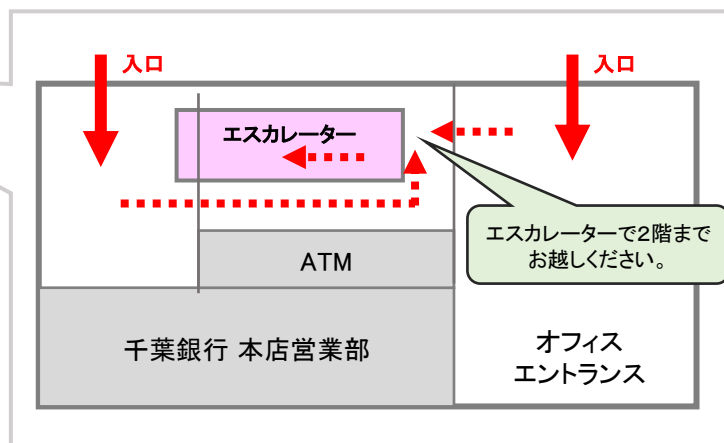 入口
入口
エスカレーター
エスカレーターで２階まで
お越しください。
ATM
千葉銀行 本店営業部
オフィス
エントランス